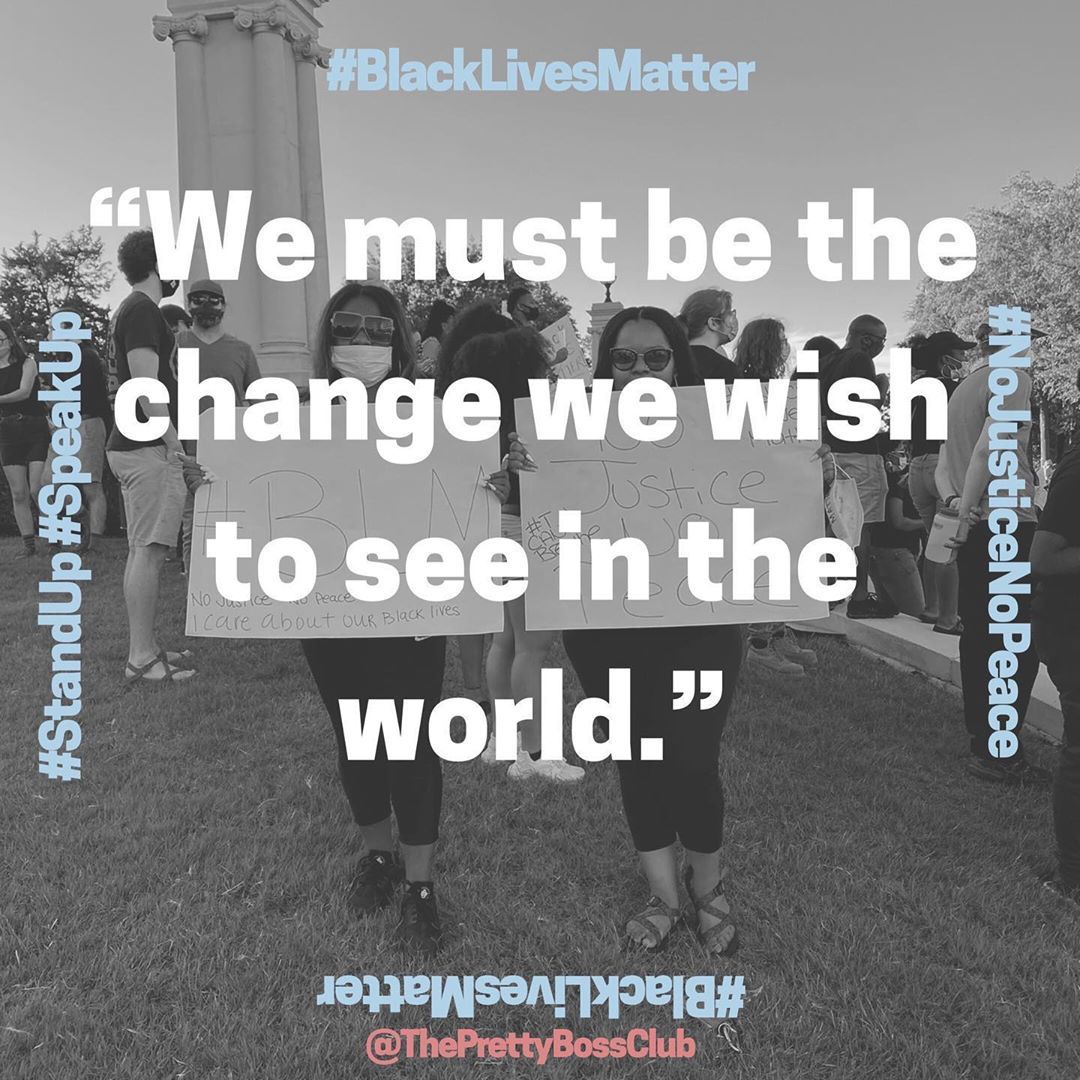 #BlackLivesMatter
“We must be the
change we wish
to see in the
world.”
#StandUp #SpeakUp
#NoJusticeNoPeace
#BLM
No Justice No Peace
I care about our Black lives
Justice
Peace
#BlackLivesMatter
@ThePrettyBossClub